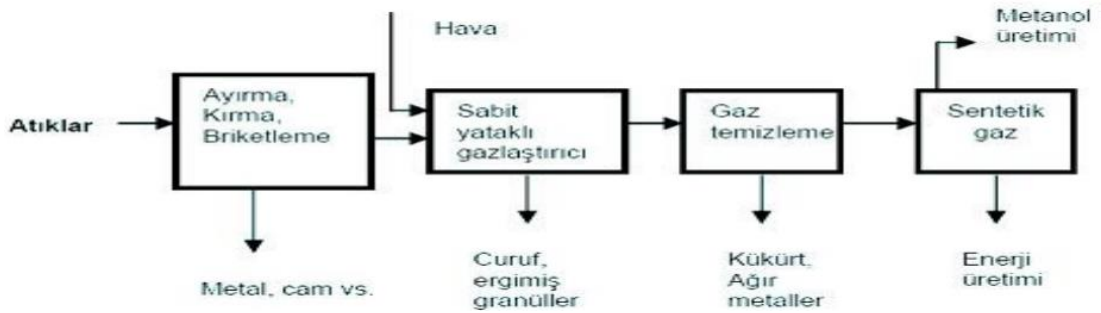 Atıklar
Ayırma,
Kırma,
Briketleme
Metal, cam vs.
Hava
Sabit
yataklı
gazlaştırıcı
Curuf,
ergimiş
granüller
Gaz
temizleme
Kükürt,
Ağır
metaller
Sentetik
gaz
Metanol
üretimi
Enerji
üretimi